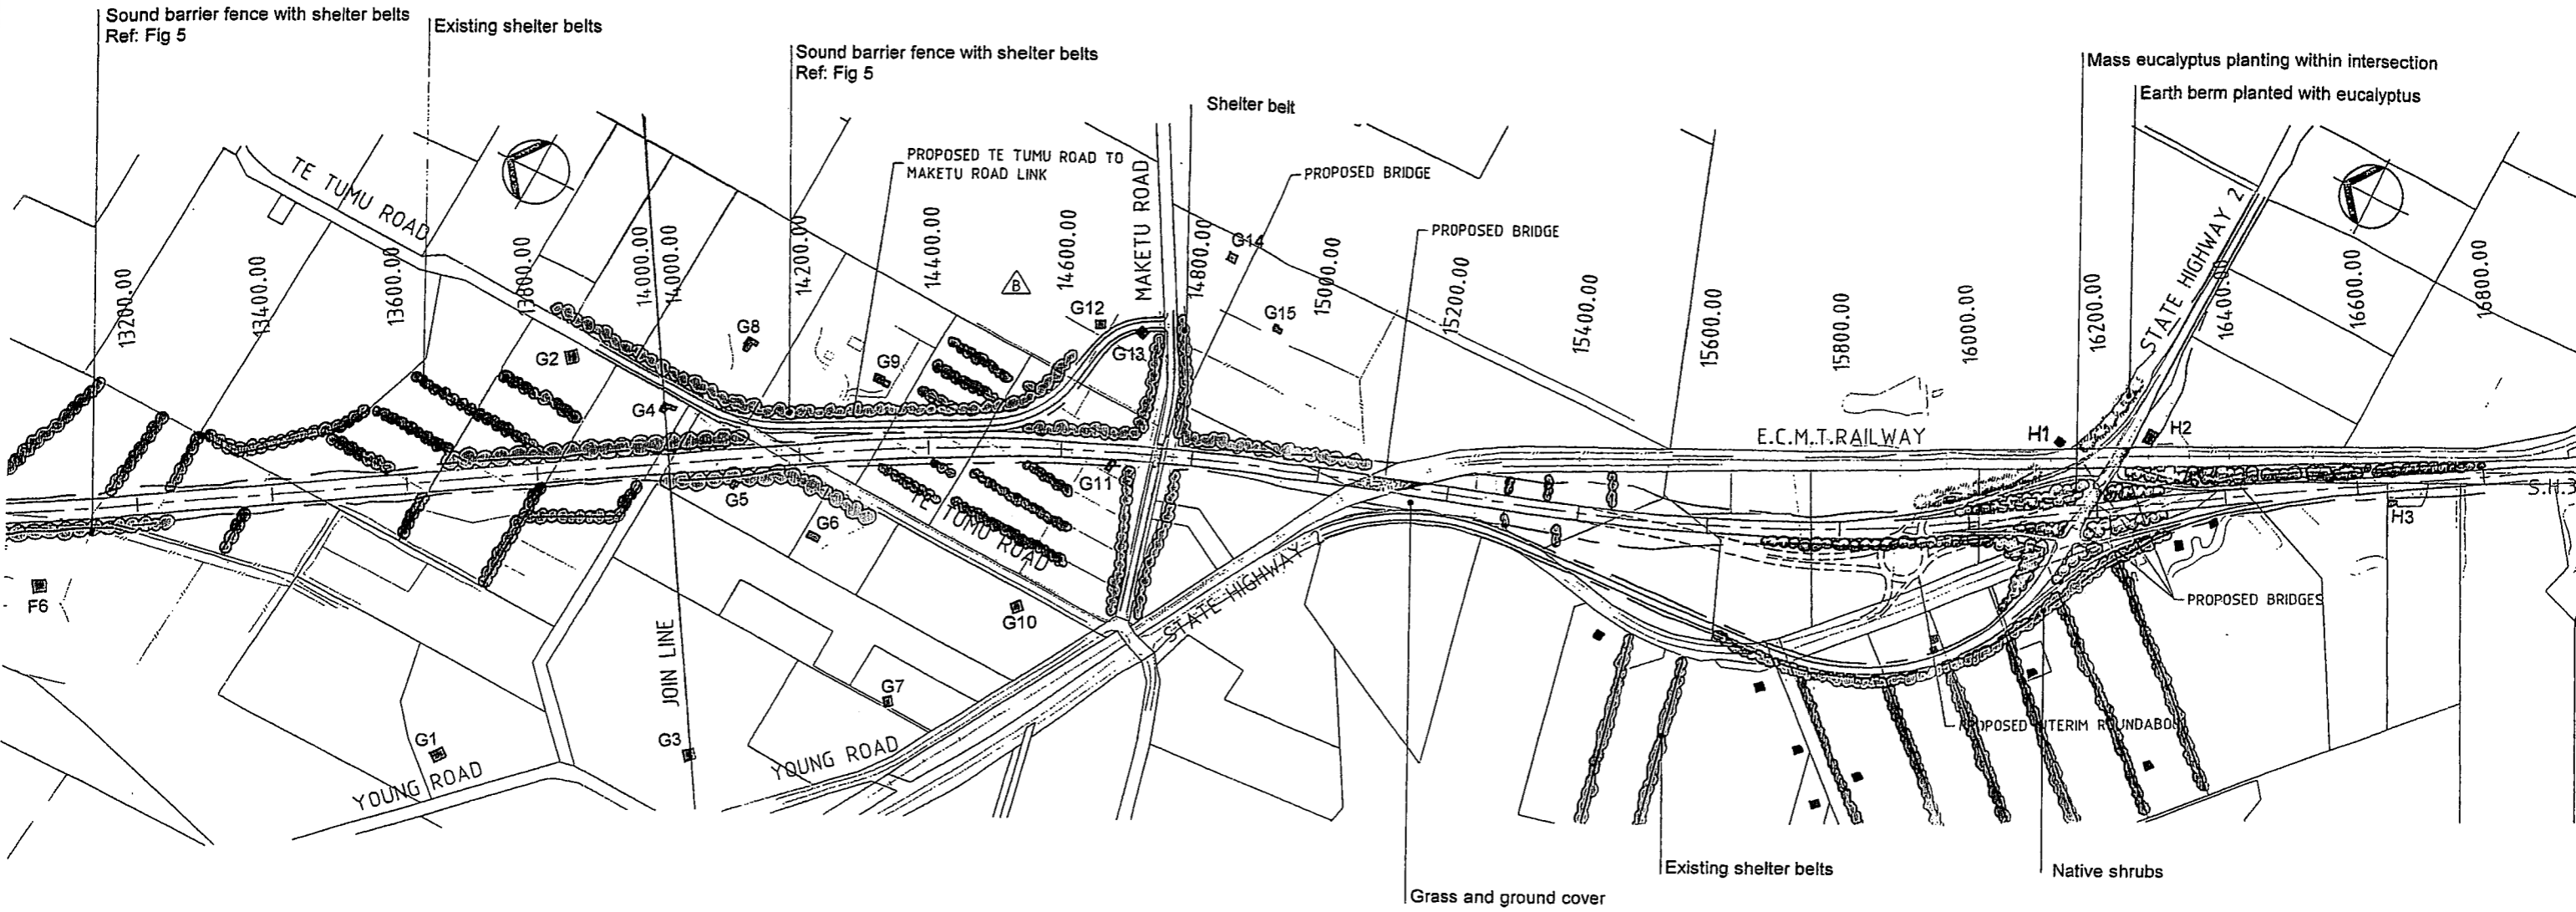 Sound barrier fence with shelter belts
Ref: Fig 5
Existing shelter belts
Sound barrier fence with shelter belts
Ref: Fig 5
Shelter belt
Mass eucalyptus planting within intersection
Earth berm planted with eucalyptus
TE TUMU ROAD
PROPOSED TE TUMU ROAD TO
MAKETU ROAD LINK
MAKETU ROAD
PROPOSED BRIDGE
PROPOSED BRIDGE
STATE HIGHWAY 2
13200.00
13400.00
13600.00
13800.00
14000.00
14000.00
14200.00
14400.00
14600.00
14800.00
15000.00
15200.00
15400.00
15600.00
15800.00
16000.00
16200.00
16400.00
16600.00
16800.00
B
G14
G12
G15
G8
G13
G2
G9
G4
E.C.M.T. RAILWAY
H1
H2
G11
G5
S.H.3
TE TUMU ROAD
G6
H3
STATE HIGHWAY
F6
PROPOSED BRIDGES
G10
JOIN LINE
G7
PROPOSED INTERIM ROUNDABOU
G1
G3
YOUNG ROAD
YOUNG ROAD
Existing shelter belts
Native shrubs
Grass and ground cover